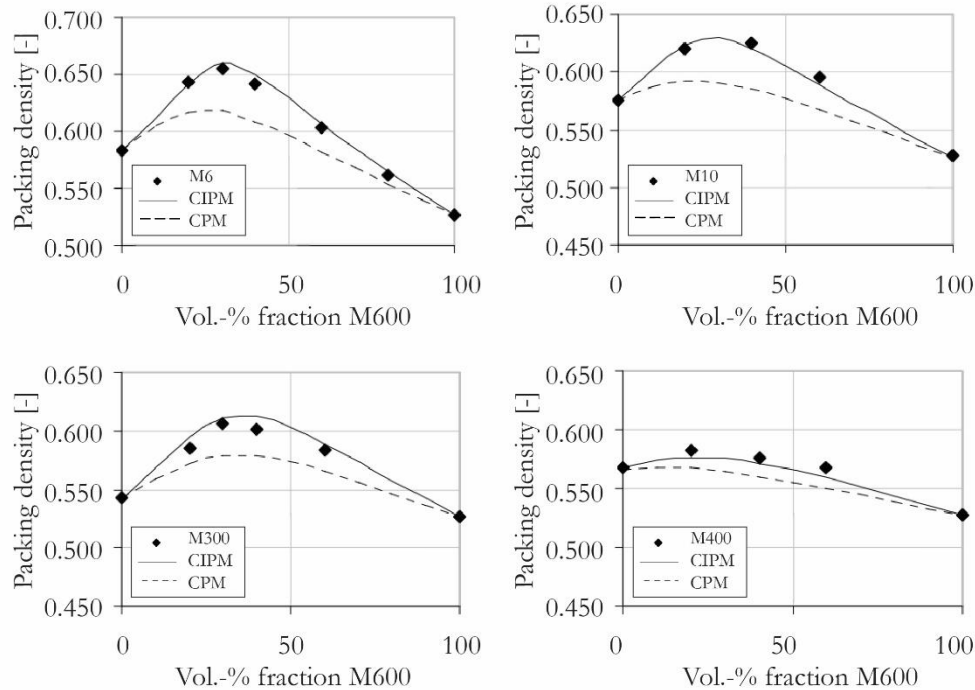 Packing density [-]
0.700
0.650
0.600
0.550
0.500
M6
CIPM
CPM
0 50 100
Vol.-% fraction M600
Packing density [-]
0.650
0.600
0.550
0.500
0.450
M10
CIPM
CPM
0 50 100
Vol.-% fraction M600
Packing density [-]
0.650
0.600
0.550
0.500
0.450
M300
CIPM
CPM
0 50 100
Vol.-% fraction M600
Packing density [-]
0.650
0.600
0.550
0.500
0.450
M400
CIPM
CPM
0 50 100
Vol.-% fraction M600